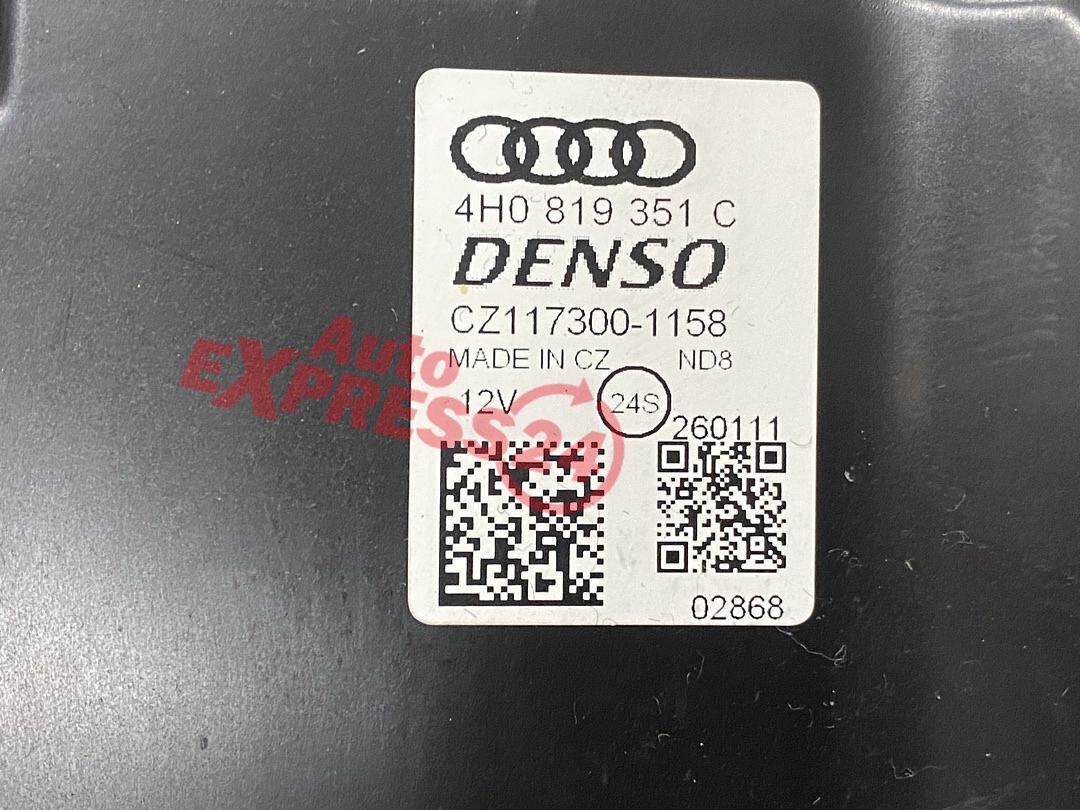 4H0 819 351 C
DENSO
CZ117300-1158
MADE IN CZ ND8
12V 24S
260111
02868
Auto
EXPRESS24